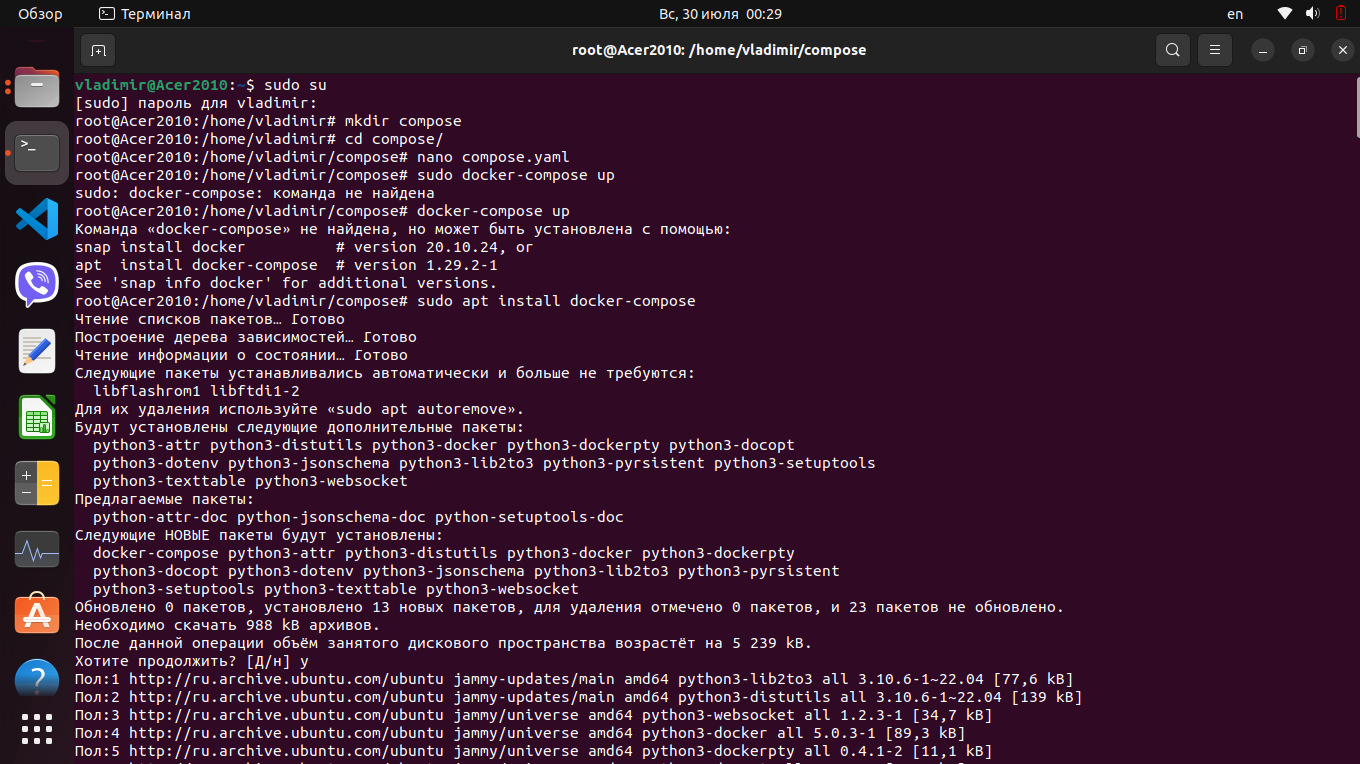 Обзор
Терминал
Вс, 30 июля 00:29
en
root@Acer2010: /home/vladimir/compose
vladimir@Acer2010:~$ sudo su
[sudo] пароль для vladimir:
root@Acer2010:/home/vladimir# mkdir compose
root@Acer2010:/home/vladimir# cd compose/
root@Acer2010:/home/vladimir/compose# nano compose.yaml
root@Acer2010:/home/vladimir/compose# sudo docker-compose up
sudo: docker-compose: команда не найдена
root@Acer2010:/home/vladimir/compose# docker-compose up
Команда «docker-compose» не найдена, но может быть установлена с помощью:
snap install docker          # version 20.10.24, or
apt  install docker-compose  # version 1.29.2-1
See 'snap info docker' for additional versions.
root@Acer2010:/home/vladimir/compose# sudo apt install docker-compose
Чтение списков пакетов… Готово
Построение дерева зависимостей… Готово
Чтение информации о состоянии… Готово
Следующие пакеты устанавливались автоматически и больше не требуются:
  libflashrom1 libftdi1-2
Для их удаления используйте «sudo apt autoremove».
Будут установлены следующие дополнительные пакеты:
  python3-attr python3-distutils python3-docker python3-dockerpty python3-docopt
  python3-dotenv python3-jsonschema python3-lib2to3 python3-pyrsistent python3-setuptools
  python3-texttable python3-websocket
Предлагаемые пакеты:
  python-attr-doc python-jsonschema-doc python-setuptools-doc
Следующие НОВЫЕ пакеты будут установлены:
  docker-compose python3-attr python3-distutils python3-docker python3-dockerpty
  python3-docopt python3-dotenv python3-jsonschema python3-lib2to3 python3-pyrsistent
  python3-setuptools python3-texttable python3-websocket
Обновлено 0 пакетов, установлено 13 новых пакетов, для удаления отмечено 0 пакетов, и 23 пакетов не обновлено.
Необходимо скачать 988 kB архивов.
После данной операции объём занятого дискового пространства возрастёт на 5 239 kB.
Хотите продолжить? [Д/н] y
Пол:1 http://ru.archive.ubuntu.com/ubuntu jammy-updates/main amd64 python3-lib2to3 all 3.10.6-1~22.04 [77,6 kB]
Пол:2 http://ru.archive.ubuntu.com/ubuntu jammy-updates/main amd64 python3-distutils all 3.10.6-1~22.04 [139 kB]
Пол:3 http://ru.archive.ubuntu.com/ubuntu jammy/universe amd64 python3-websocket all 1.2.3-1 [34,7 kB]
Пол:4 http://ru.archive.ubuntu.com/ubuntu jammy/universe amd64 python3-docker all 5.0.3-1 [89,3 kB]
Пол:5 http://ru.archive.ubuntu.com/ubuntu jammy/universe amd64 python3-dockerpty all 0.4.1-2 [11,1 kB]